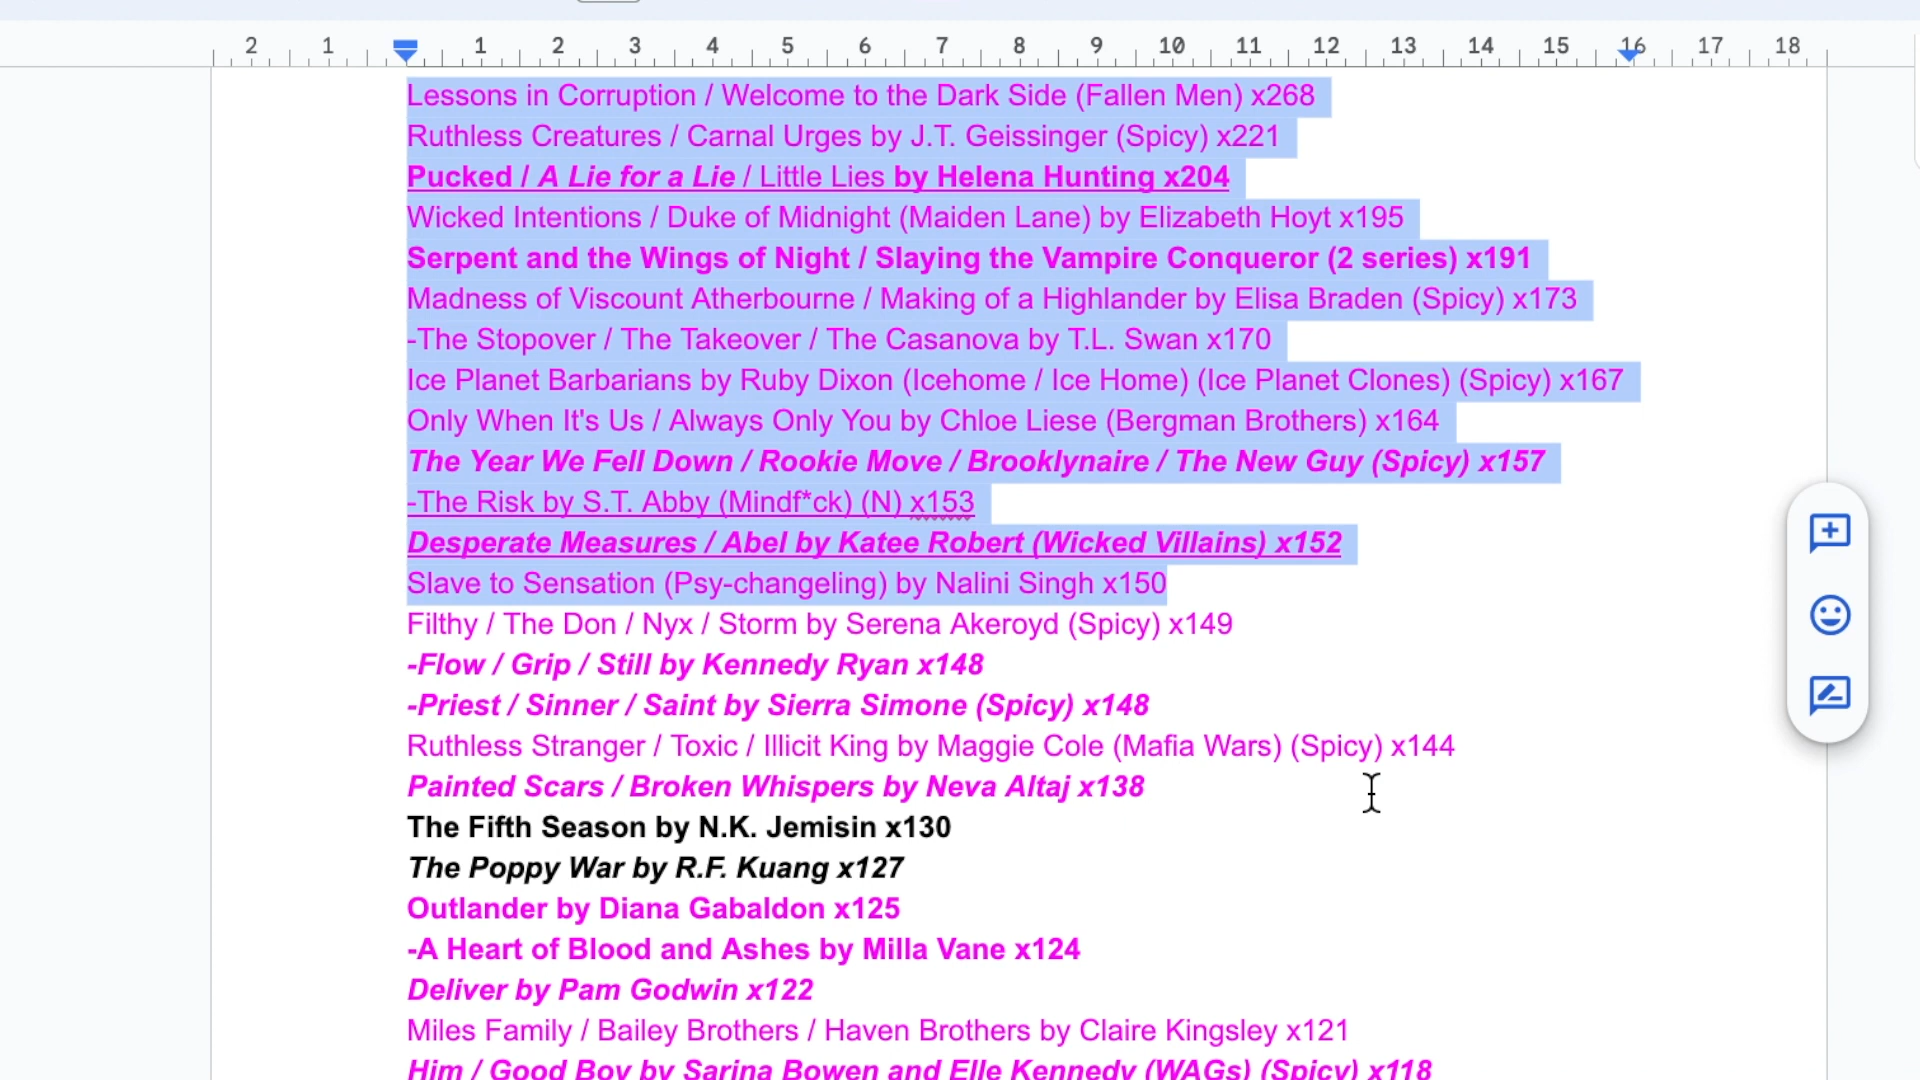 2 1 1 2 3 4 5 6 7 8 9 10 11 12 13 14 15 16 17 18
Lessons in Corruption / Welcome to the Dark Side (Fallen Men) x268
Ruthless Creatures / Carnal Urges by J.T. Geissinger (Spicy) x221
Pucked / A Lie for a Lie / Little Lies by Helena Hunting x204
Wicked Intentions / Duke of Midnight (Maiden Lane) by Elizabeth Hoyt x195
Serpent and the Wings of Night / Slaying the Vampire Conqueror (2 series) x191
Madness of Viscount Atherbourne / Making of a Highlander by Elisa Braden (Spicy) x173
-The Stopover / The Takeover / The Casanova by T.L. Swan x170
Ice Planet Barbarians by Ruby Dixon (Icehome / Ice Home) (Ice Planet Clones) (Spicy) x167
Only When It's Us / Always Only You by Chloe Liese (Bergman Brothers) x164
The Year We Fell Down / Rookie Move / Brooklynaire / The New Guy (Spicy) x157
-The Risk by S.T. Abby (Mindf*ck) (N) x153
Desperate Measures / Abel by Katee Robert (Wicked Villains) x152
Slave to Sensation (Psy-changeling) by Nalini Singh x150
Filthy / The Don / Nyx / Storm by Serena Akeroyd (Spicy) x149
-Flow / Grip / Still by Kennedy Ryan x148
-Priest / Sinner / Saint by Sierra Simone (Spicy) x148
Ruthless Stranger / Toxic / Illicit King by Maggie Cole (Mafia Wars) (Spicy) x144
Painted Scars / Broken Whispers by Neva Altaj x138
The Fifth Season by N.K. Jemisin x130
The Poppy War by R.F. Kuang x127
Outlander by Diana Gabaldon x125
-A Heart of Blood and Ashes by Milla Vane x124
Deliver by Pam Godwin x122
Miles Family / Bailey Brothers / Haven Brothers by Claire Kingsley x121
Him / Good Boy by Sarina Bowen and Elle Kennedy (WAGs) (Spicy) x118